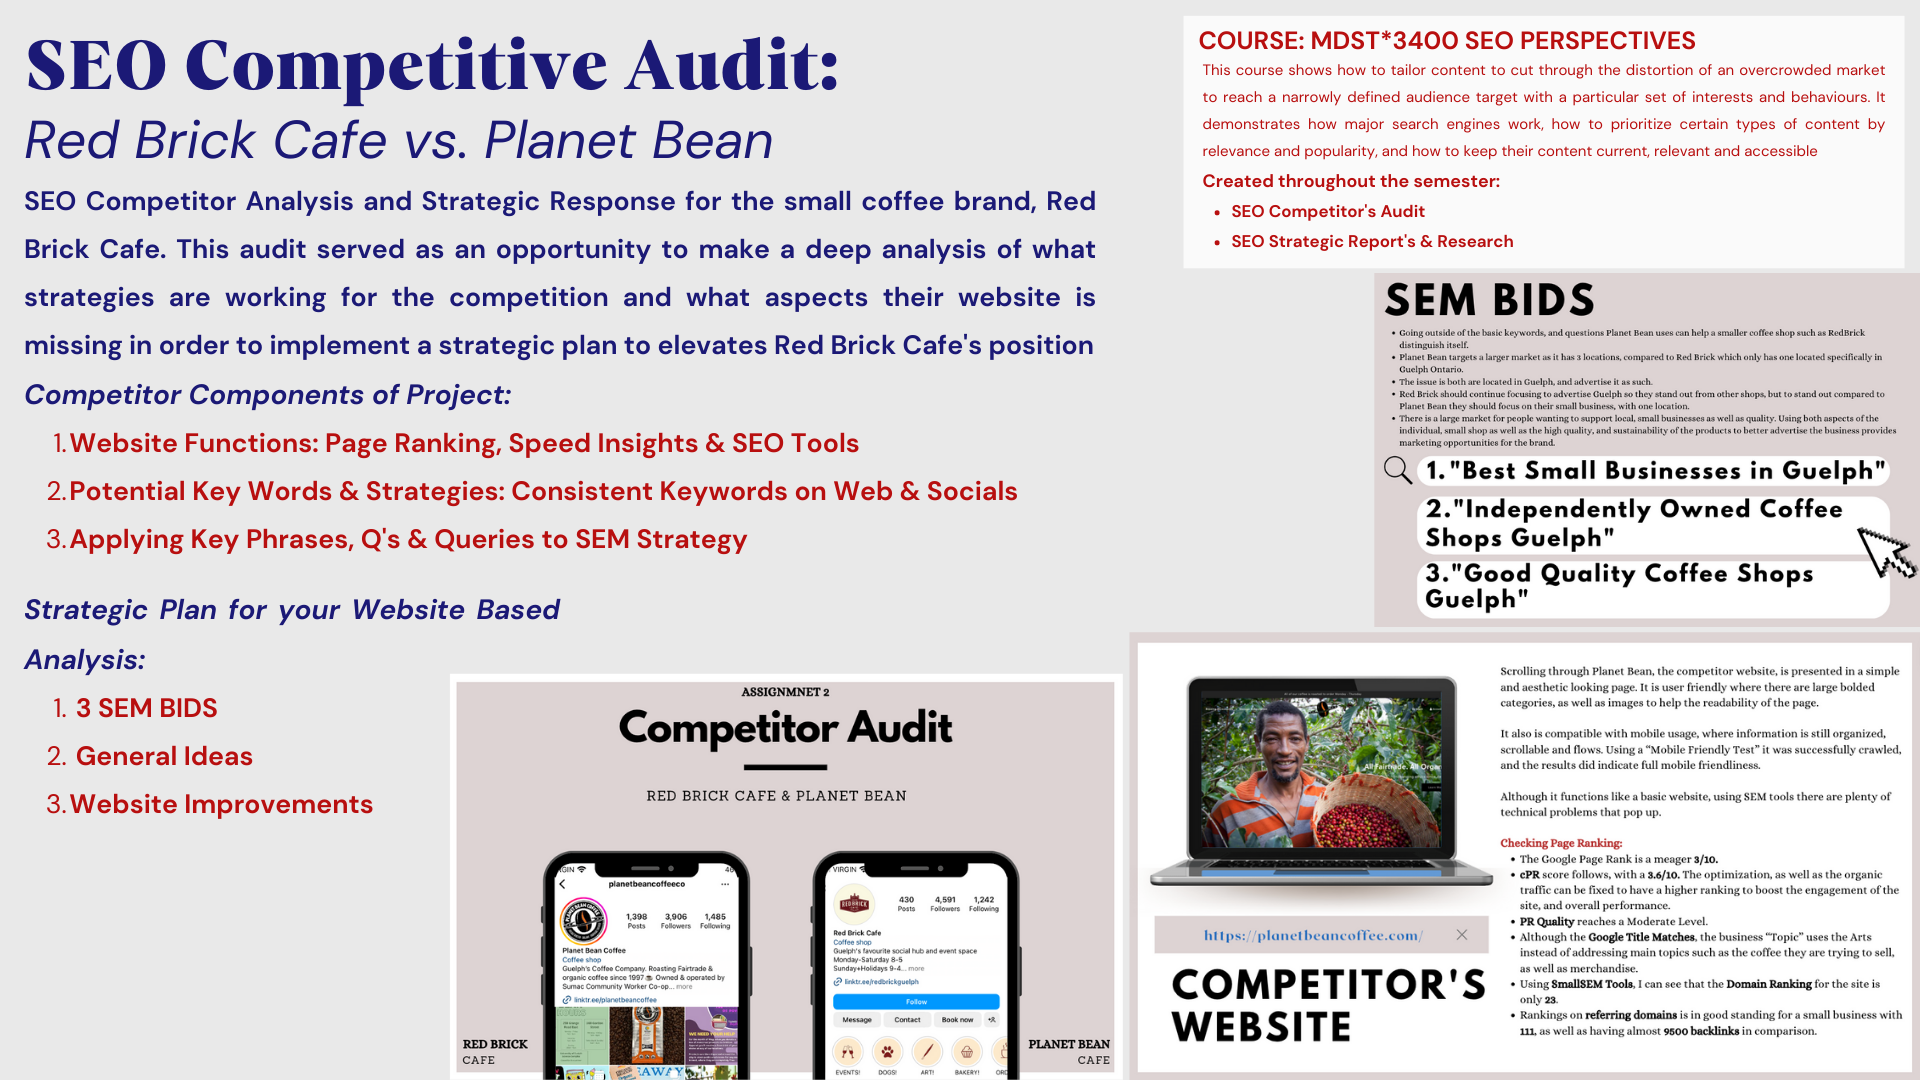 SEO Competitive Audit:
Red Brick Cafe vs. Planet Bean
SEO Competitor Analysis and Strategic Response for the small coffee brand, Red
Brick Cafe. This audit served as an opportunity to make a deep analysis of what
strategies are working for the competition and what aspects their website is
missing in order to implement a strategic plan to elevates Red Brick Cafe's position
Competitor Components of Project:
1. Website Functions: Page Ranking, Speed Insights & SEO Tools
2. Potential Key Words & Strategies: Consistent Keywords on Web & Socials
3. Applying Key Phrases, Q's & Queries to SEM Strategy
Strategic Plan for your Website Based
Analysis:
1. 3 SEM BIDS
2. General Ideas
3. Website Improvements
COURSE: MDST*3400 SEO PERSPECTIVES
This course shows how to tailor content to cut through the distortion of an overcrowded market
to reach a narrowly defined audience target with a particular set of interests and behaviours. It
demonstrates how major search engines work, how to prioritize certain types of content by
relevance and popularity, and how to keep their content current, relevant and accessible
Created throughout the semester:
• SEO Competitor's Audit
• SEO Strategic Report's & Research
SEM BIDS
• Going outside of the basic keywords, and questions Planet Bean uses can help a smaller coffee shop such as RedBrick
distinguish itself.
• Planet Bean targets a larger market as it has 3 locations, compared to Red Brick which only has one located specifically in
Guelph Ontario.
• The issue is both are located in Guelph, and advertise it as such.
• Red Brick should continue focusing to advertise Guelph so they stand out from other shops, but to stand out compared to
Planet Bean they should focus on their small business, with one location.
• There is a large market for people wanting to support local, small businesses as well as quality. Using both aspects of the
individual, small shop as well as the high quality, and sustainability of the products to better advertise the business provides
marketing opportunities for the brand.
1."Best Small Businesses in Guelph"
2."Independently Owned Coffee
Shops Guelph"
3."Good Quality Coffee Shops
Guelph"
ASSIGNMNET 2
Competitor Audit
RED BRICK CAFE & PLANET BEAN
RGIN
46
planetbeancoffeeco
1,398
3,906
1,485
Posts
Followers
Following
Planet Bean Coffee
Coffee shop
Guelph's Coffee Company. Roasting Fairtrade &
organic coffee since 1997 Owned & operated by
Sumac Community Worker Co-op... more
linktr.ee/planetbeancoffee
AWAY
VIRGIN
RED BRICK
430
4,591
1,242
Posts
Followers
Following
Red Brick Cafe
Coffee shop
Guelph's favourite social hub and event space
Monday-Saturday 8-5
Sunday+Holidays 9-4... more
linktr.ee/redbrickguelph
Follow
Message
Contact
Book now
EVENTS!
DOGS!
ART!
BAKERY!
ORD
RED BRICK
CAFE
PLANET BEAN
CAFE
All Fairtrade. All Organ
https://planetbeancoffee.com/
COMPETITOR'S
WEBSITE
Scrolling through Planet Bean, the competitor website, is presented in a simple
and aesthetic looking page. It is user friendly where there are large bolded
categories, as well as images to help the readability of the page.
It also is compatible with mobile usage, where information is still organized,
scrollable and flows. Using a “Mobile Friendly Test” it was successfully crawled,
and the results did indicate full mobile friendliness.
Although it functions like a basic website, using SEM tools there are plenty of
technical problems that pop up.
Checking Page Ranking:
• The Google Page Rank is a meager 3/10.
• cPR score follows, with a 3.6/10. The optimization, as well as the organic
traffic can be fixed to have a higher ranking to boost the engagement of the
site, and overall performance.
• PR Quality reaches a Moderate Level.
• Although the Google Title Matches, the business “Topic” uses the Arts
instead of addressing main topics such as the coffee they are trying to sell,
as well as merchandise.
• Using SmallSEM Tools, I can see that the Domain Ranking for the site is
only 23.
• Rankings on referring domains is in good standing for a small business with
111, as well as having almost 9500 backlinks in comparison.